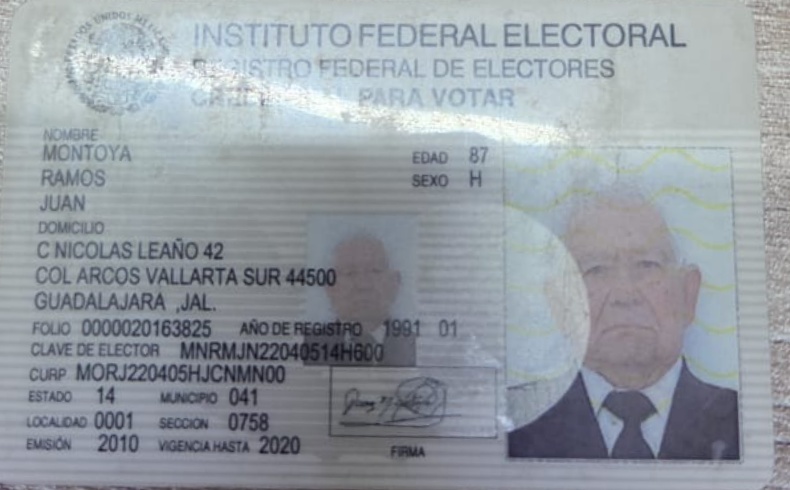 ESTADOS UNIDOS MEXICANOS
INSTITUTO FEDERAL ELECTORAL
REGISTRO FEDERAL DE ELECTORES
CREDENCIAL PARA VOTAR
NOMBRE
MONTOYA
RAMOS
JUAN
EDAD 87
SEXO H
DOMICILIO
C NICOLAS LEAÑO 42
COL ARCOS VALLARTA SUR 44500
GUADALAJARA ,JAL.
FOLIO 0000020163825 AÑO DE REGISTRO 1991 01
CLAVE DE ELECTOR MNRMJN22040514H600
CURP MORJ220405HJCNMN00
ESTADO 14 MUNICIPIO 041
LOCALIDAD 0001 SECCION 0758
EMISIÓN 2010 VIGENCIA HASTA 2020
FIRMA